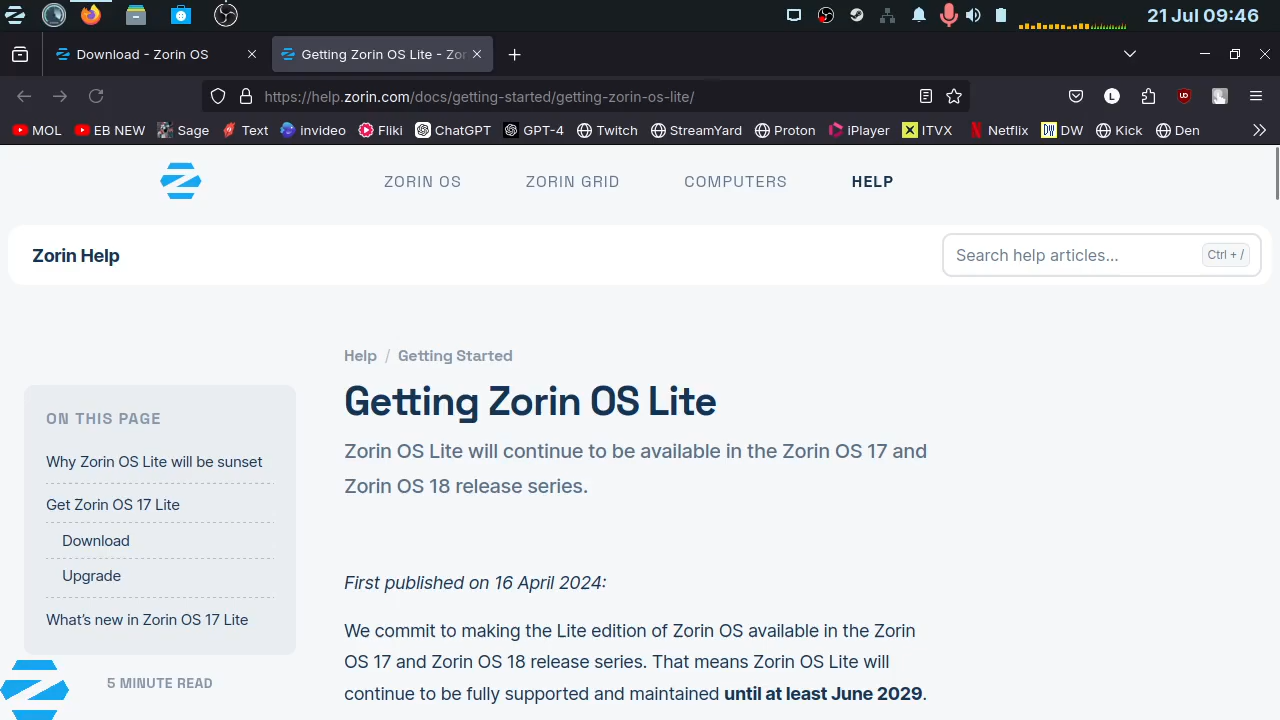 21 Jul 09:46
Download - Zorin OS
Getting Zorin OS Lite - Zor
https://help.zorin.com/docs/getting-started/getting-zorin-os-lite/
L
MOL
EB NEW
Sage
Text
Invideo
Fliki
ChatGPT
GPT-4
Twitch
StreamYard
Proton
iPlayer
ITVX
Netflix
DW
Kick
Den
ZORIN OS
ZORIN GRID
COMPUTERS
HELP
Zorin Help
Search help articles...
Ctrl + /
Help / Getting Started
Getting Zorin OS Lite
Zorin OS Lite will continue to be available in the Zorin OS 17 and
Zorin OS 18 release series.
ON THIS PAGE
Why Zorin OS Lite will be sunset
Get Zorin OS 17 Lite
Download
Upgrade
What's new in Zorin OS 17 Lite
5 MINUTE READ
First published on 16 April 2024:
We commit to making the Lite edition of Zorin OS available in the Zorin
OS 17 and Zorin OS 18 release series. That means Zorin OS Lite will
continue to be fully supported and maintained until at least June 2029.